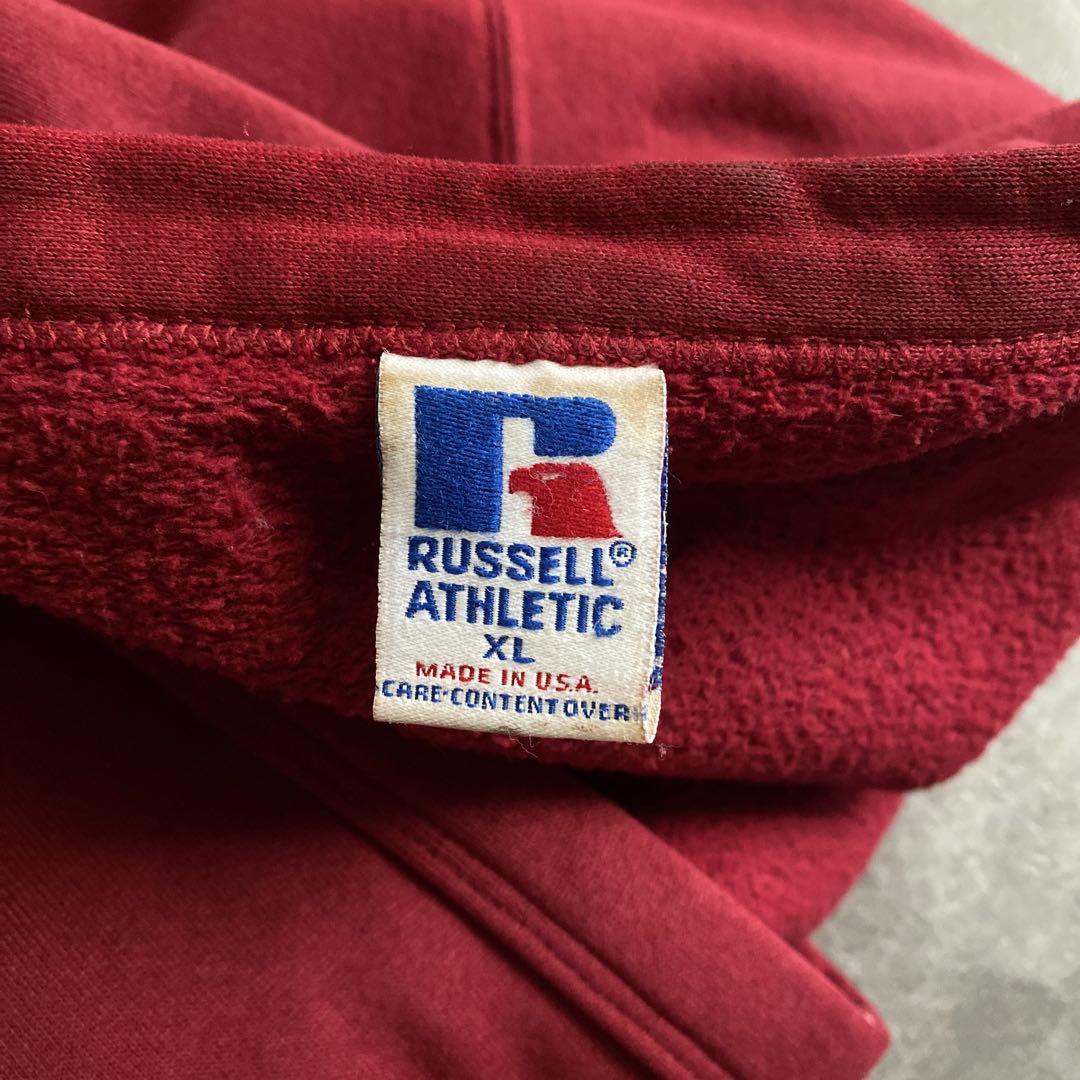 RUSSELL®
ATHLETIC
XL
MADE IN U.S.A.
CARE·CONTENT OVER